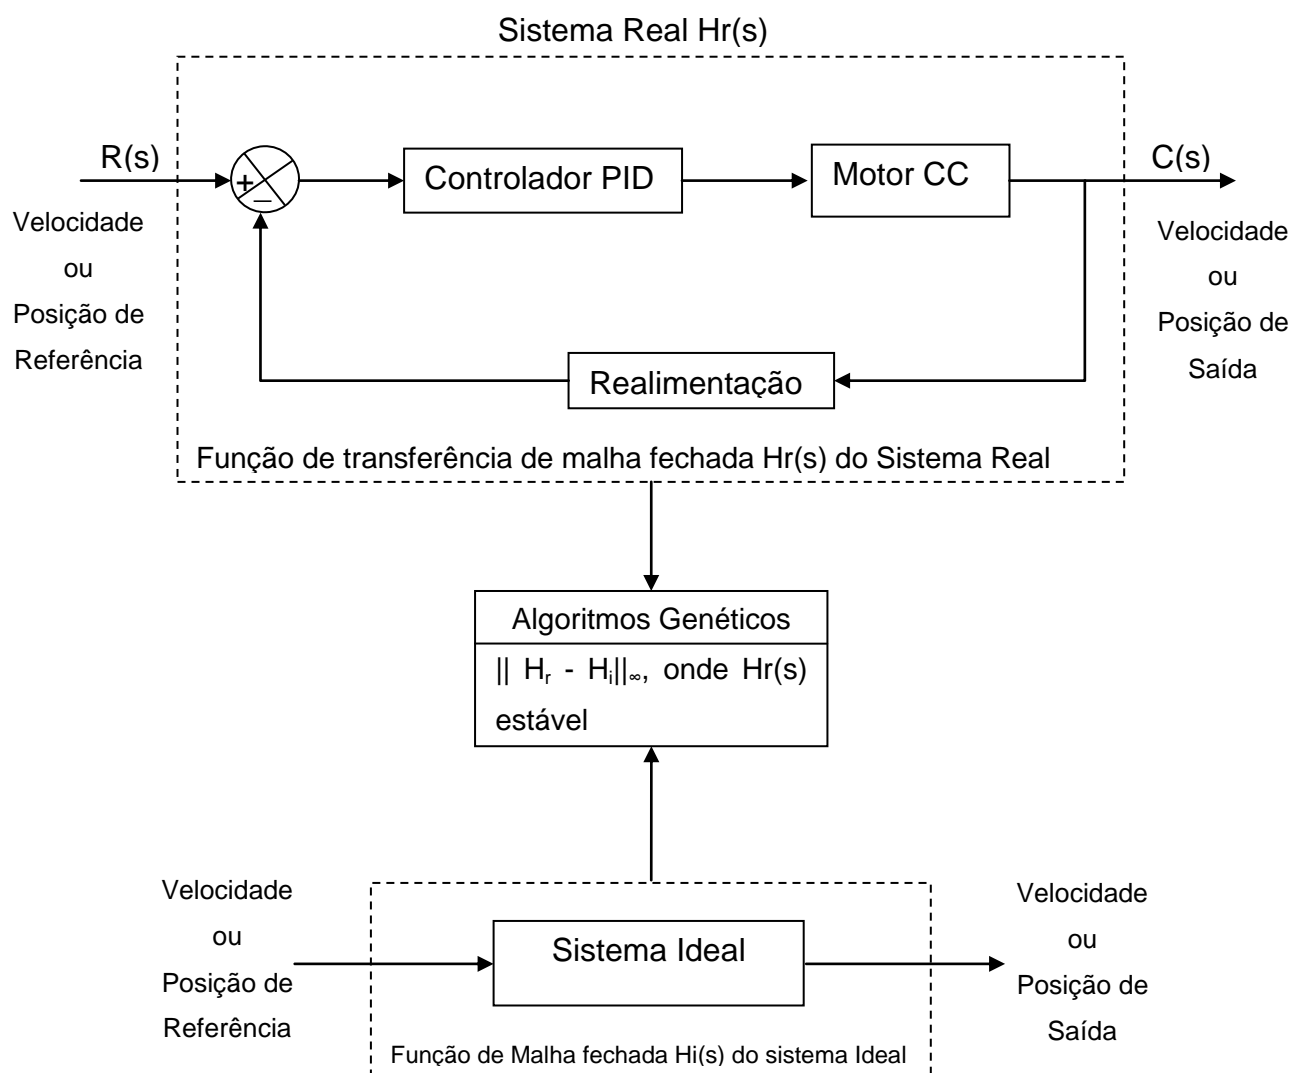 Sistema Real Hr(s)
R(s)
+
−
Controlador PID
Motor CC
C(s)
Velocidade
ou
Posição de
Referência
Velocidade
ou
Posição de
Saída
Realimentação
Função de transferência de malha fechada Hr(s) do Sistema Real
Algoritmos Genéticos
|| Hr - Hi||∞, onde Hr(s)
estável
Velocidade
ou
Posição de
Referência
Sistema Ideal
Velocidade
ou
Posição de
Saída
Função de Malha fechada Hi(s) do sistema Ideal